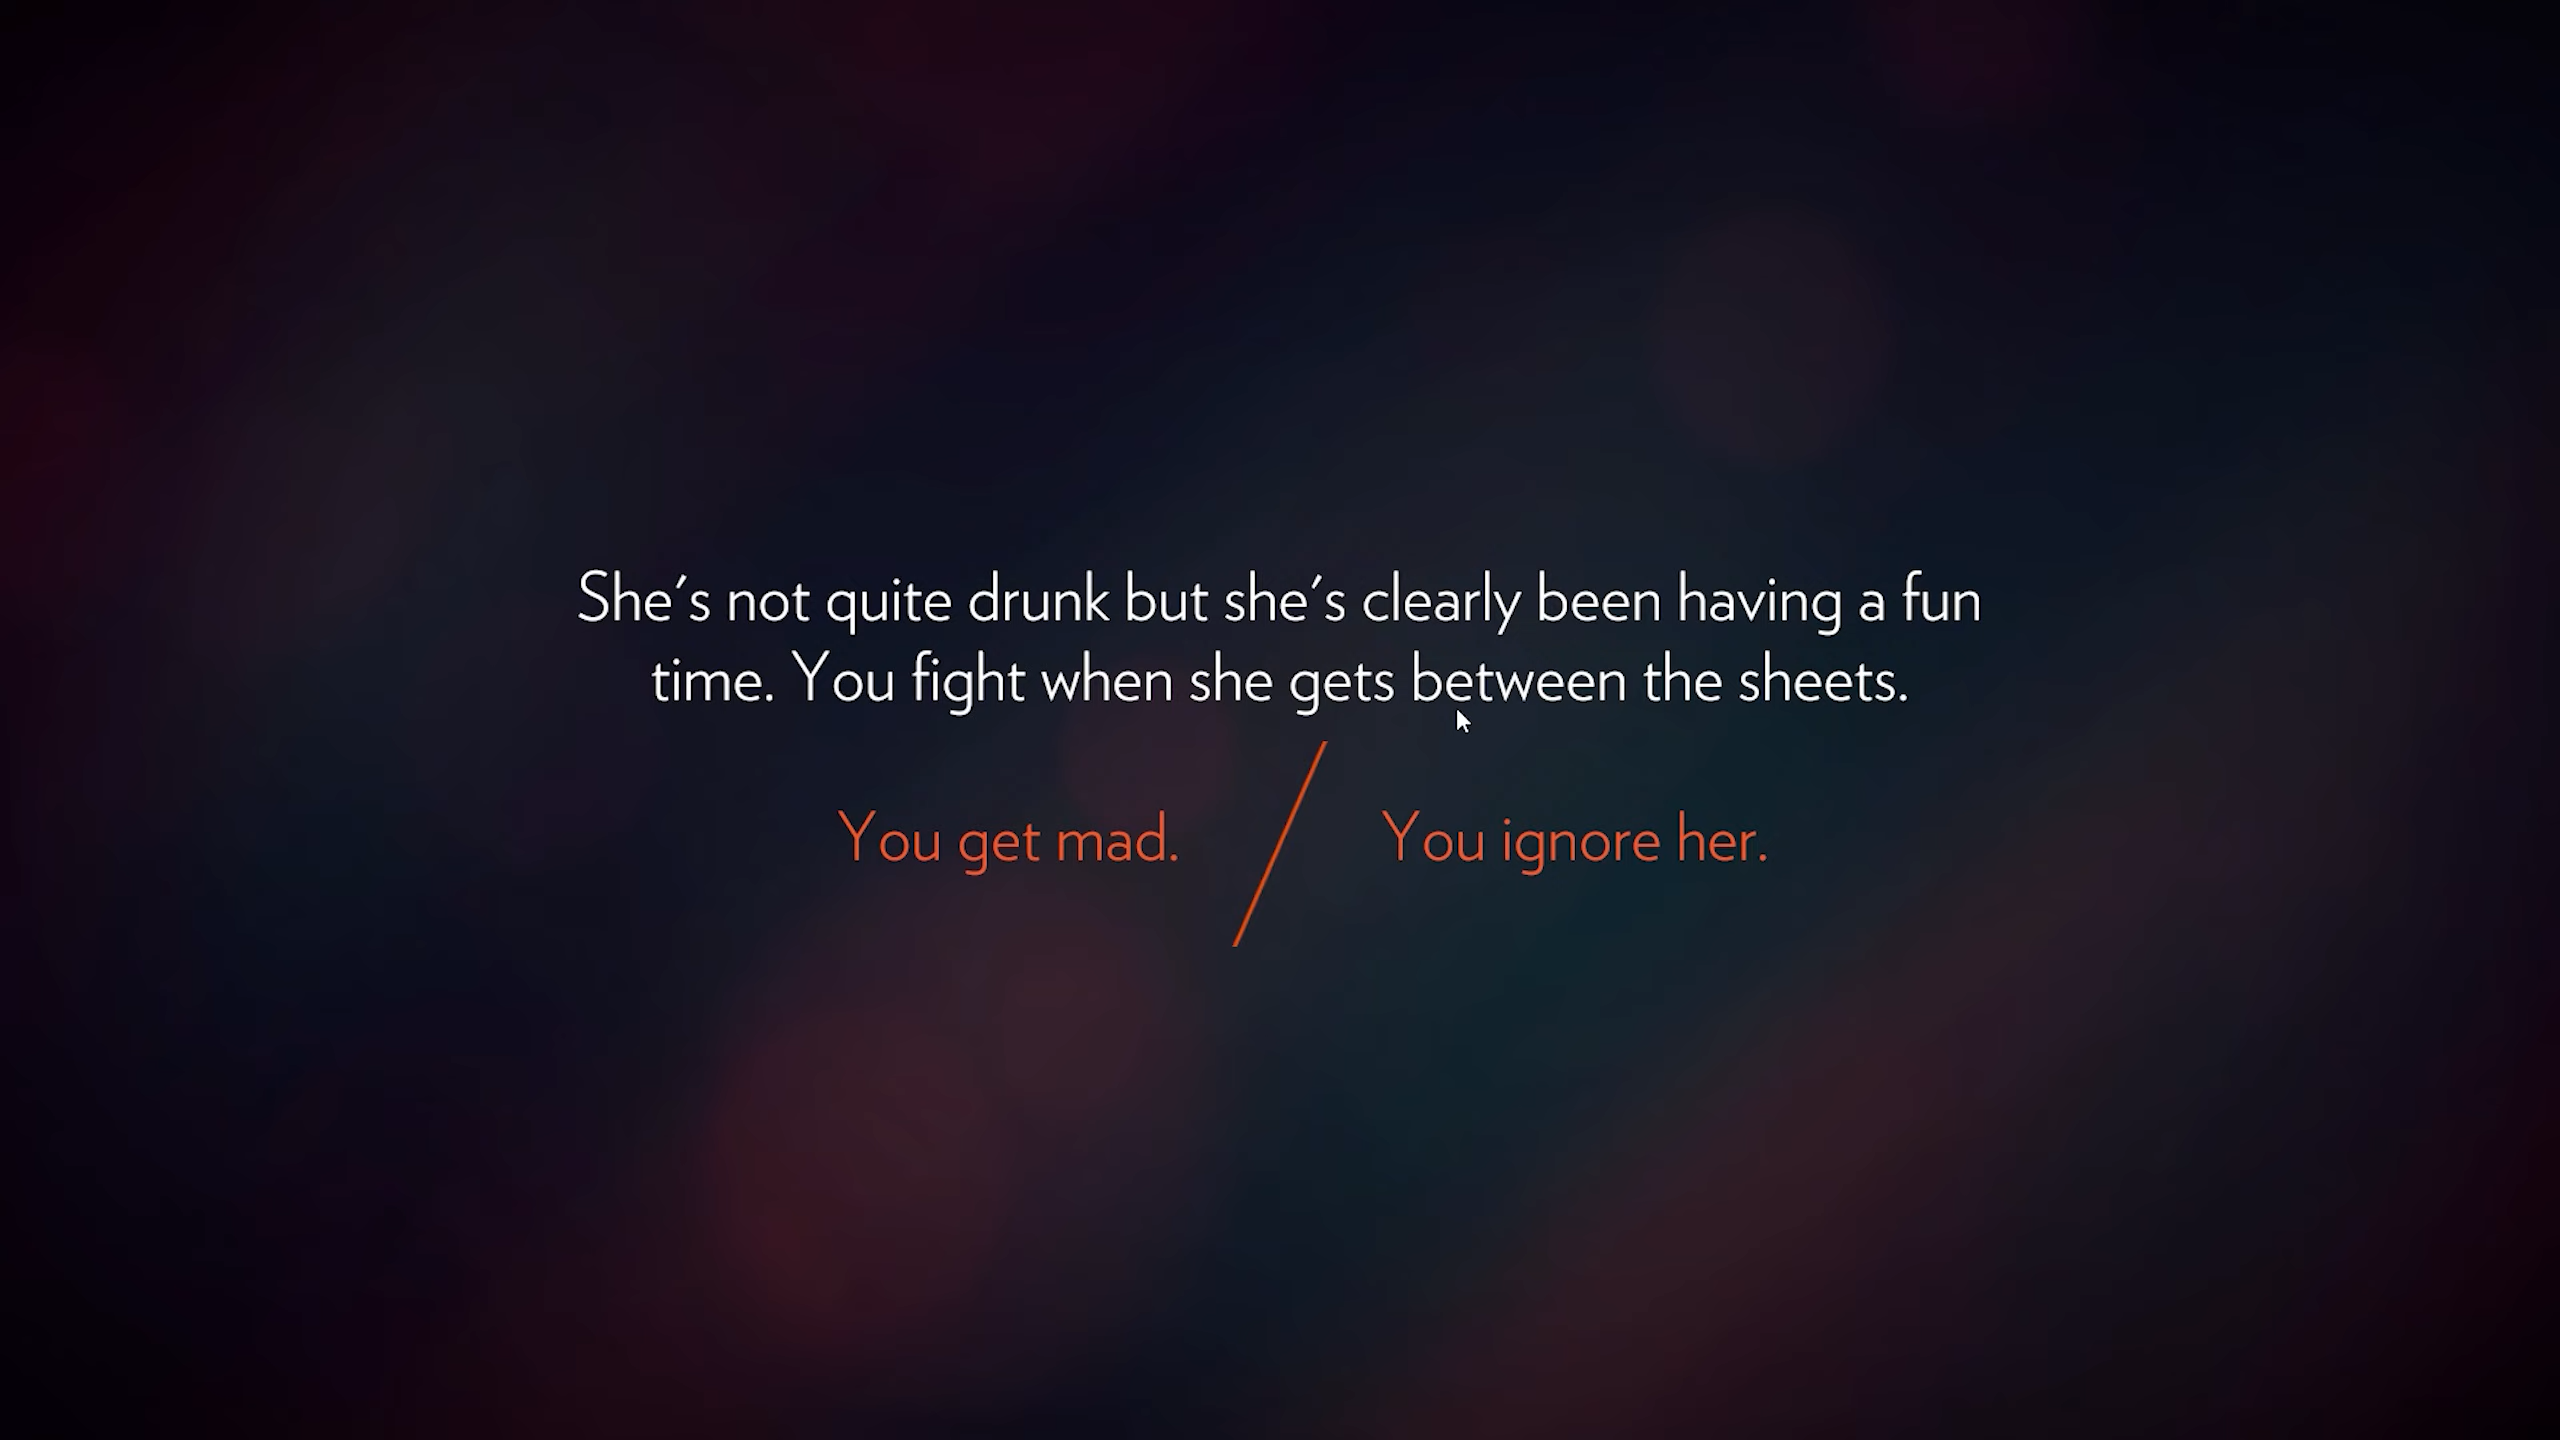 She's not quite drunk but she's clearly been having a fun
time. You fight when she gets between the sheets.
You get mad.
You ignore her.